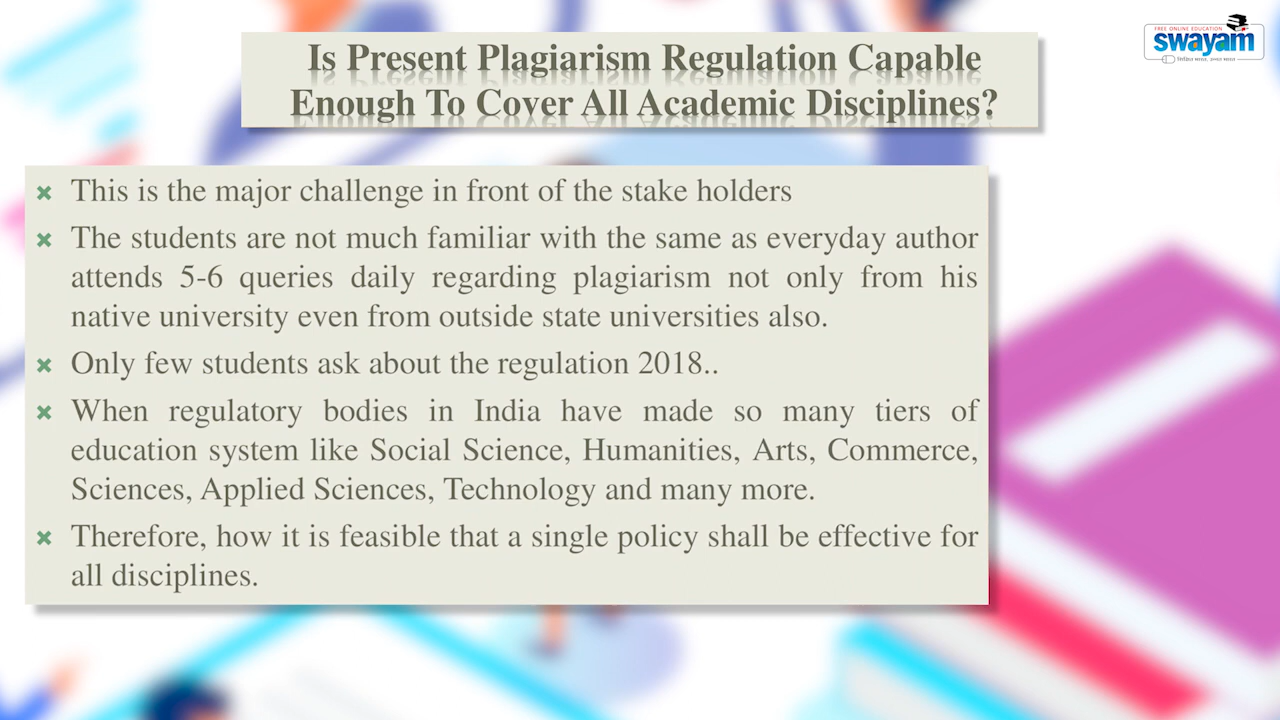 FREE ONLINE EDUCATION
swayam
शिक्षित भारत, उन्नत भारत
Is Present Plagiarism Regulation Capable
Enough To Cover All Academic Disciplines?
This is the major challenge in front of the stake holders
The students are not much familiar with the same as everyday author
attends 5-6 queries daily regarding plagiarism not only from his
native university even from outside state universities also.
Only few students ask about the regulation 2018..
When regulatory bodies in India have made so many tiers of
education system like Social Science, Humanities, Arts, Commerce,
Sciences, Applied Sciences, Technology and many more.
Therefore, how it is feasible that a single policy shall be effective for
all disciplines.